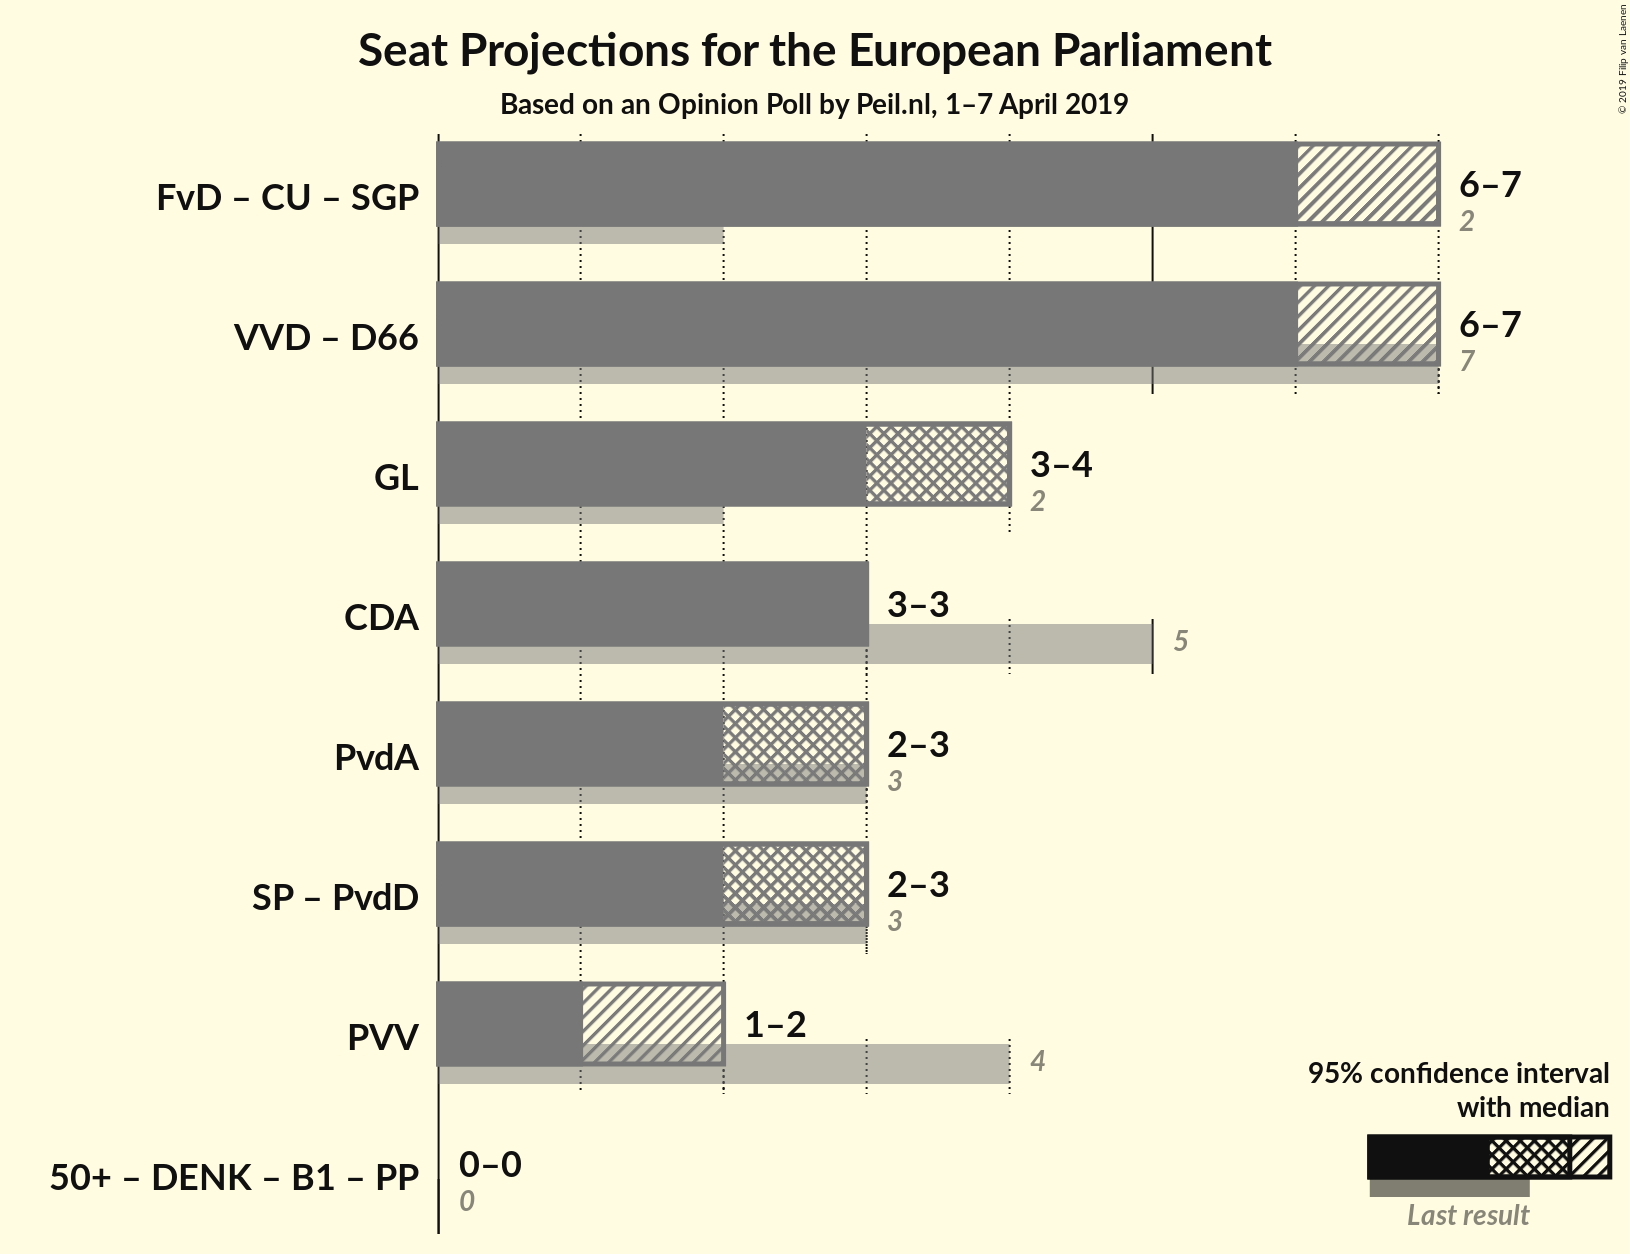 Seat Projections for the European Parliament
Based on an Opinion Poll by Peil.nl, 1–7 April 2019
© 2019 Filip van Laenen
FvD – CU – SGP
6–7
2
VVD – D66
6–7
7
GL
3–4
2
CDA
3–3
5
PvdA
2–3
3
SP – PvdD
2–3
3
PVV
1–2
4
50+ – DENK – B1 – PP
0–0
0
95% confidence interval
with median
Last result